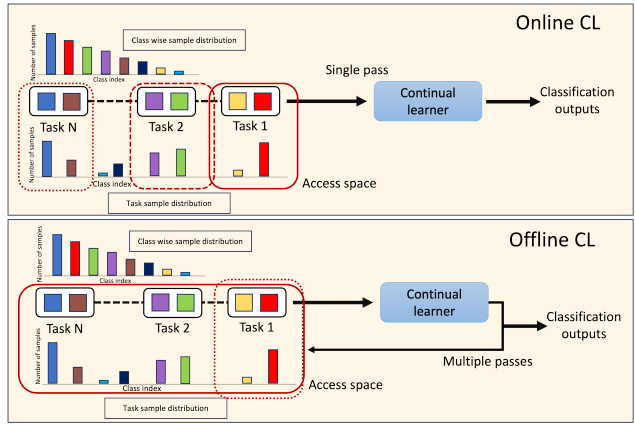 Online CL
Class wise sample distribution
Number of samples
Class index
Single pass
Continual
learner
Classification
outputs
Task N
Task 2
Task 1
Number of samples
Class index
Access space
Task sample distribution
Offline CL
Class wise sample distribution
Number of samples
Class index
Continual
learner
Classification
outputs
Task N
Task 2
Task 1
Multiple passes
Number of samples
Class index
Access space
Task sample distribution